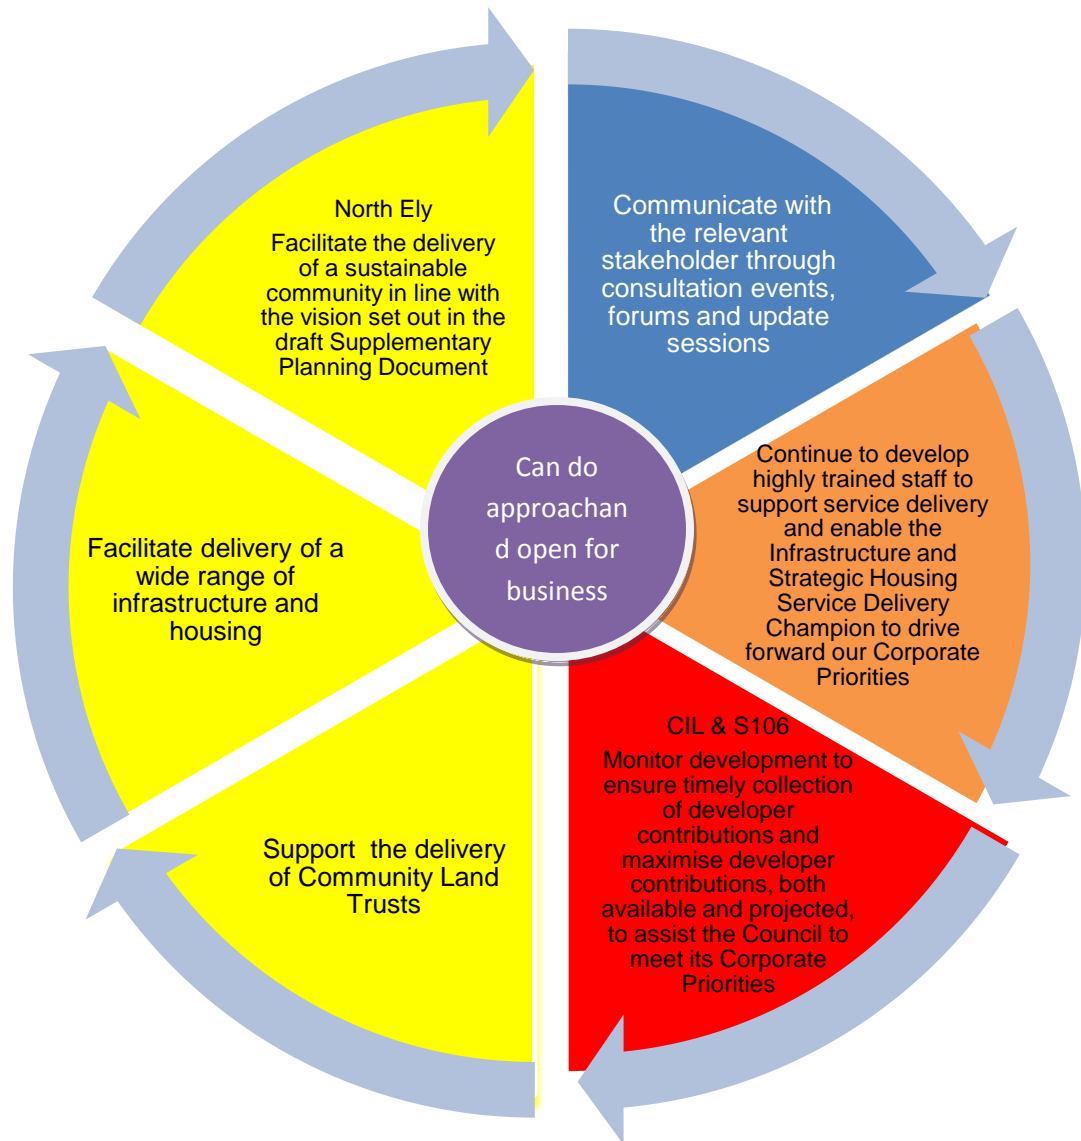 North Ely
Facilitate the delivery
of a sustainable
community in line with
the vision set out in the
draft Supplementary
Planning Document
Communicate with
the relevant
stakeholder through
consultation events,
forums and update
sessions
Can do
approachan
d open for
business
Continue to develop
highly trained staff to
support service delivery
and enable the
Infrastructure and
Strategic Housing
Service Delivery
Champion to drive
forward our Corporate
Priorities
Facilitate delivery of a
wide range of
infrastructure and
housing
CIL & S106
Monitor development to
ensure timely collection
of developer
contributions and
maximise developer
contributions, both
available and projected,
to assist the Council to
meet its Corporate
Priorities
Support  the delivery
of Community Land
Trusts